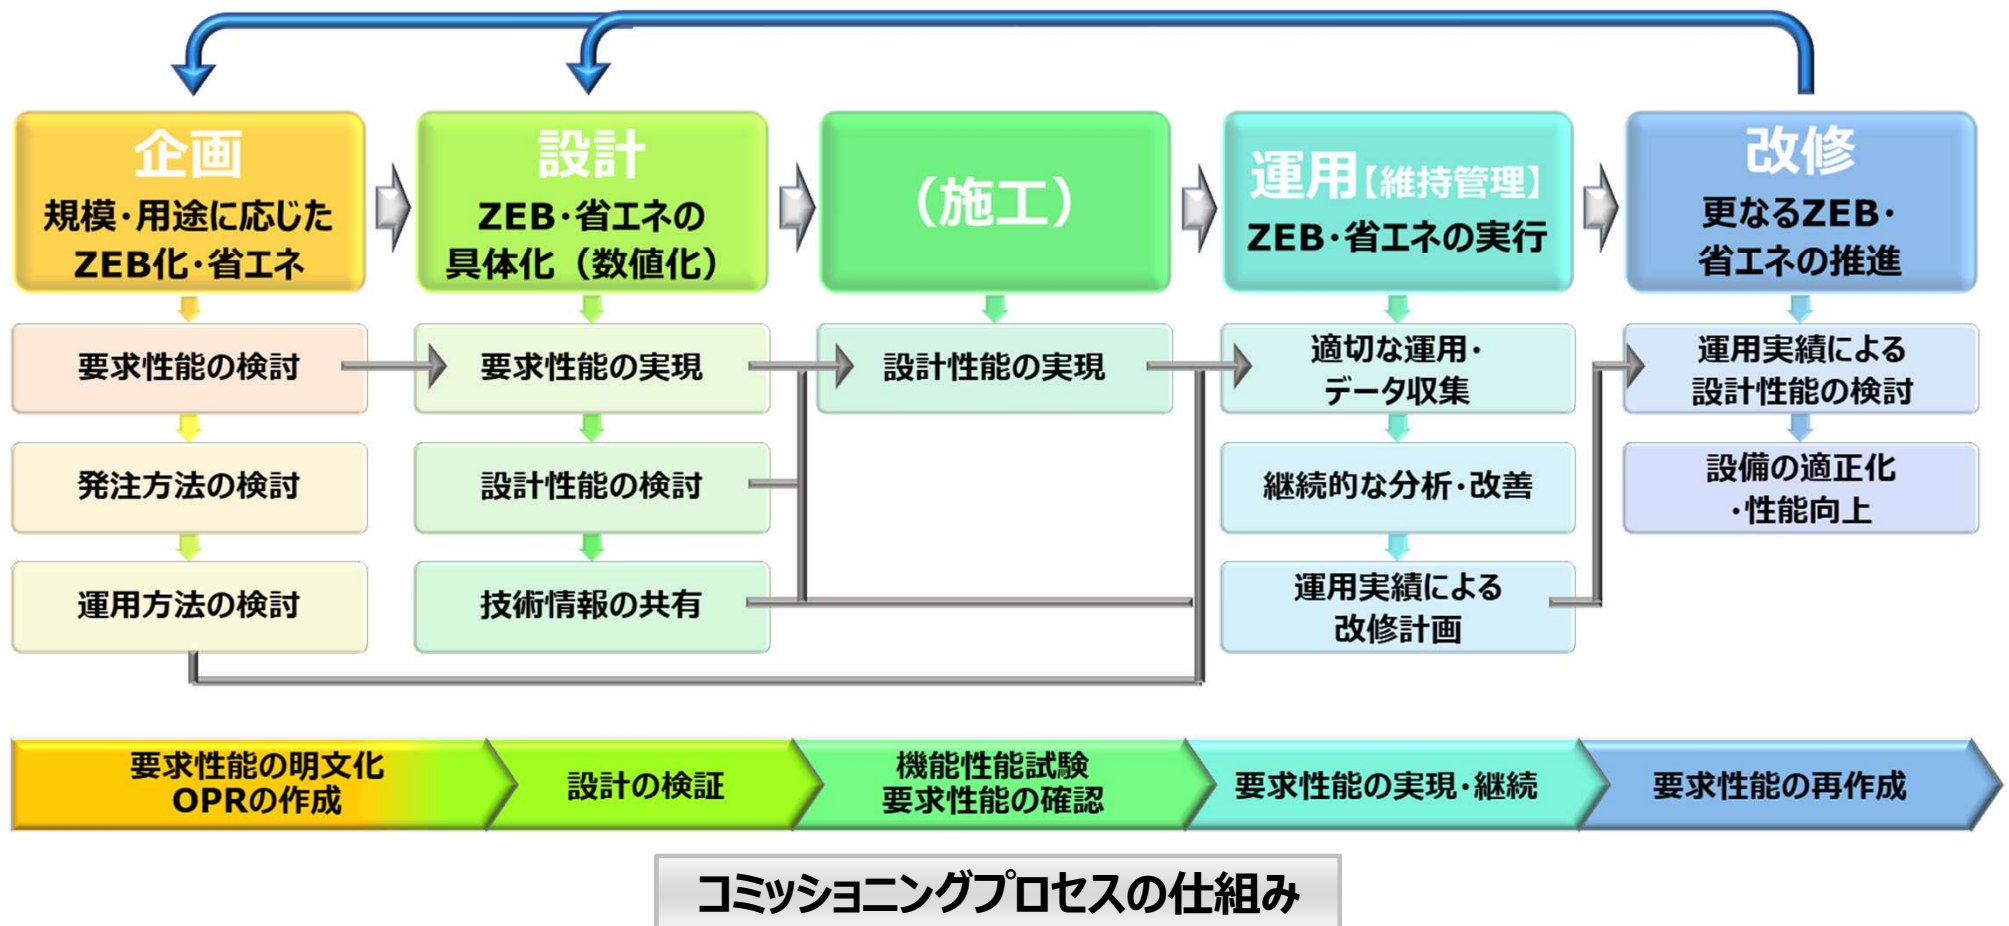 企画
規模・用途に応じた
ZEB化・省エネ
要求性能の検討
発注方法の検討
運用方法の検討
設計
ZEB・省エネの
具体化（数値化）
要求性能の実現
設計性能の検討
技術情報の共有
（施工）
設計性能の実現
運用【維持管理】
ZEB・省エネの実行
適切な運用・
データ収集
継続的な分析・改善
運用実績による
改修計画
改修
更なるZEB・
省エネの推進
運用実績による
設計性能の検討
設備の適正化
・性能向上
要求性能の明文化
OPRの作成
設計の検証
機能性能試験
要求性能の確認
要求性能の実現・継続
要求性能の再作成
コミッショニングプロセスの仕組み